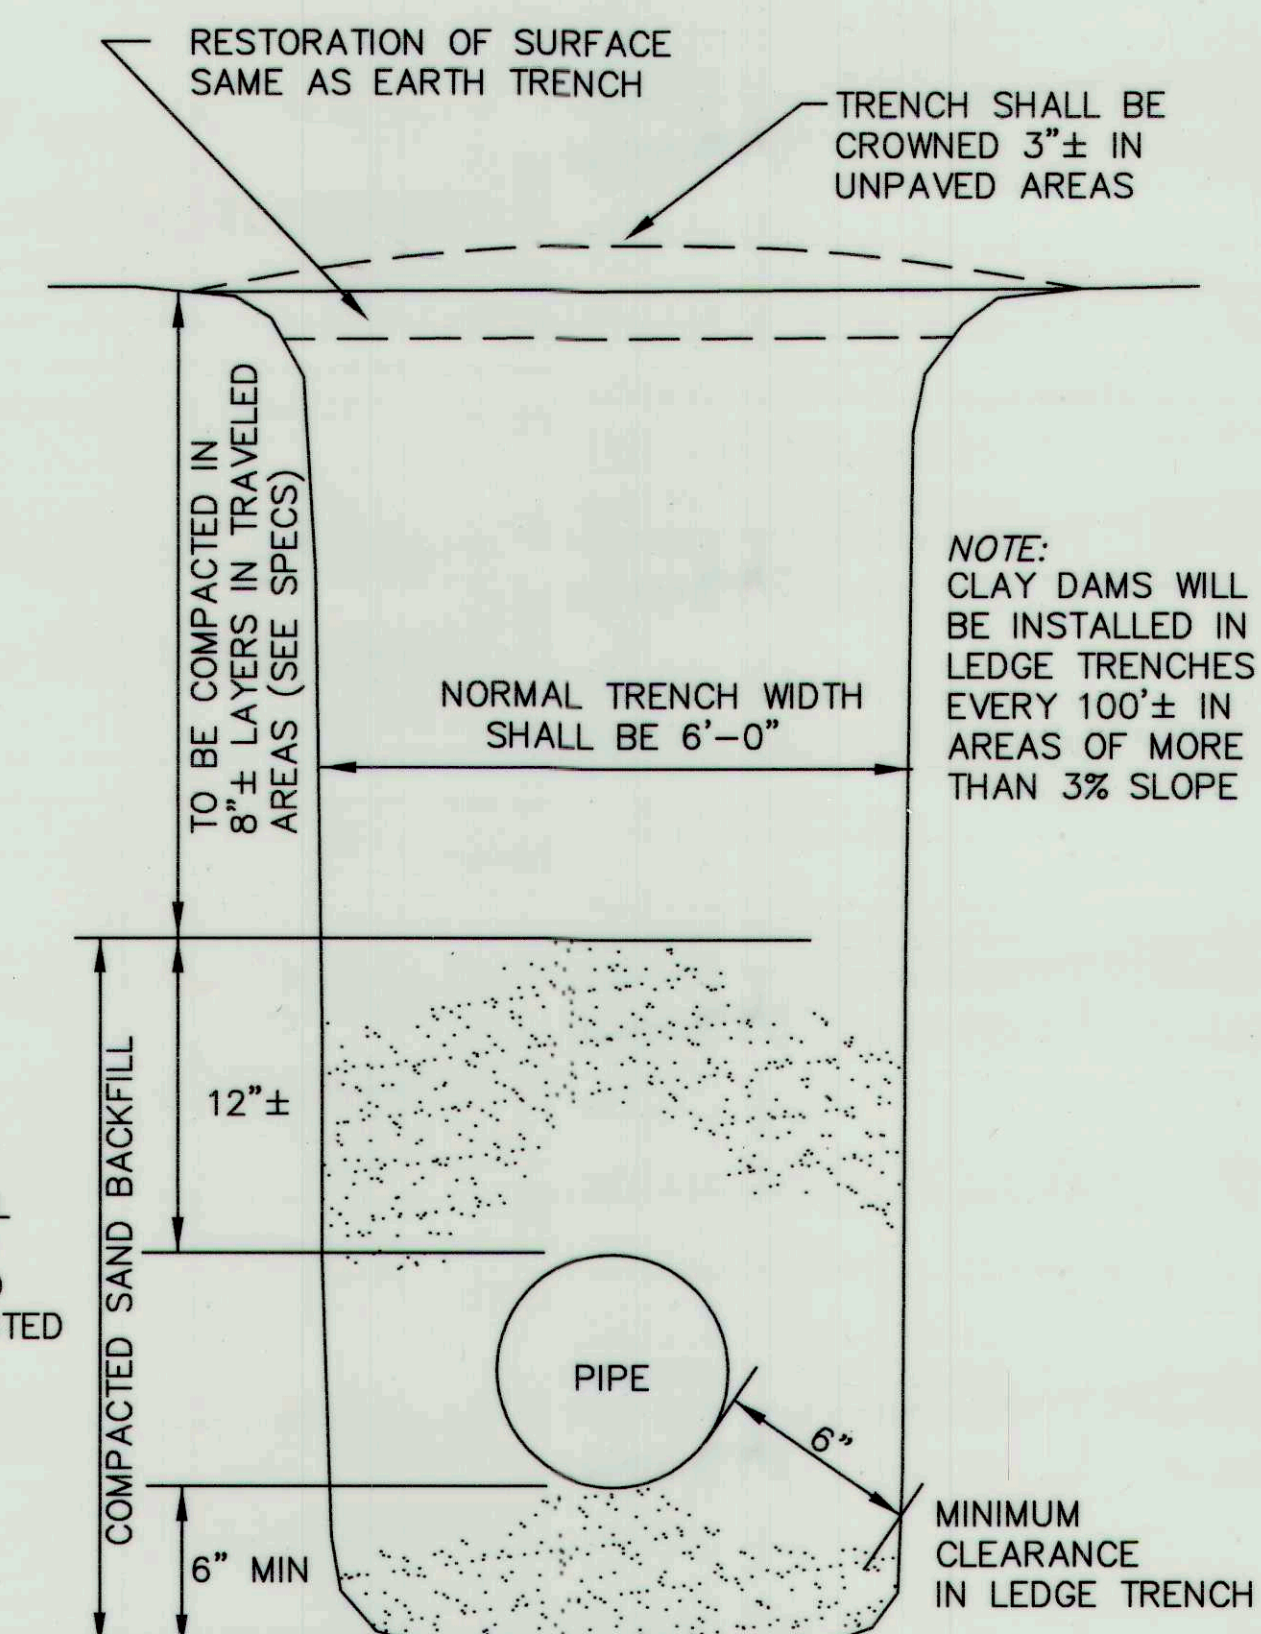 RESTORATION OF SURFACE
SAME AS EARTH TRENCH
TRENCH SHALL BE
CROWNED 3"± IN
UNPAVED AREAS
TO BE COMPACTED IN
8"± LAYERS IN TRAVELED
AREAS (SEE SPECS)
NOTE:
CLAY DAMS WILL
BE INSTALLED IN
LEDGE TRENCHES
EVERY 100'± IN
AREAS OF MORE
THAN 3% SLOPE
NORMAL TRENCH WIDTH
SHALL BE 6'-0"
12"±
COMPACTED SAND BACKFILL
TED
PIPE
6"
6" MIN
MINIMUM
CLEARANCE
IN LEDGE TRENCH